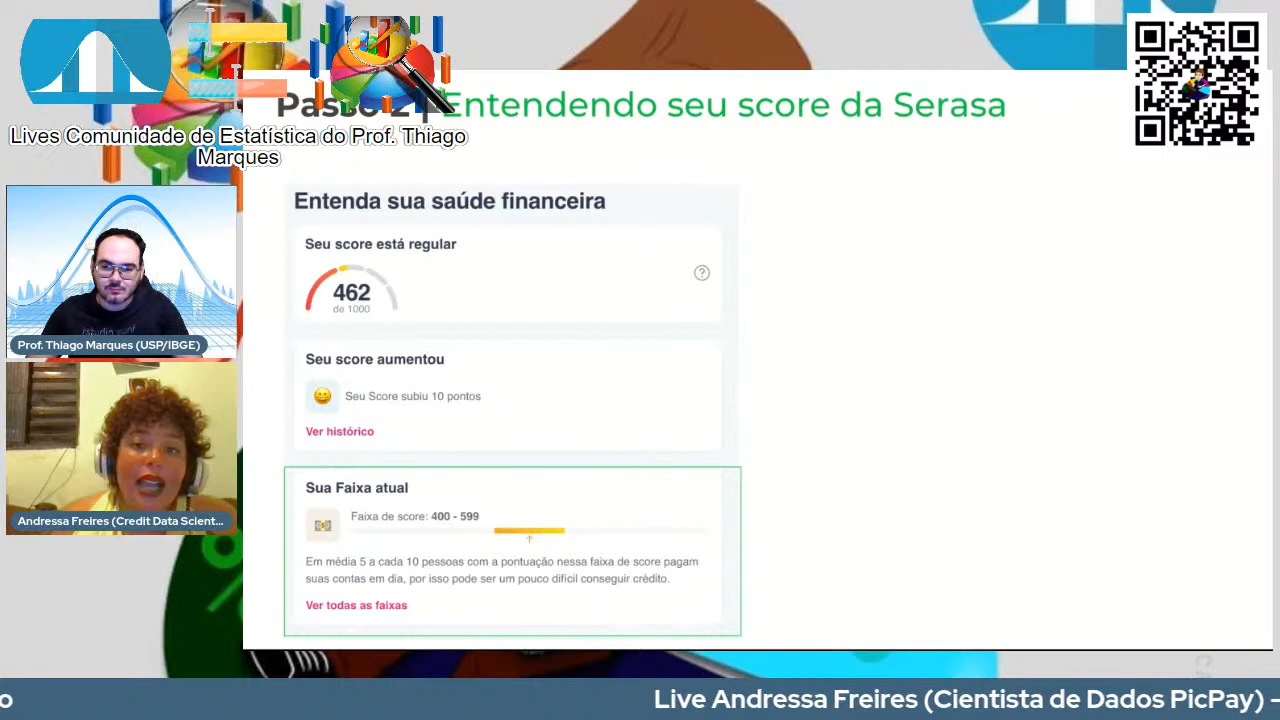 Passo 2 | Entendendo seu score da Serasa
Lives Comunidade de Estatística do Prof. Thiago
Marques
Entenda sua saúde financeira
Seu score está regular
462
de 1000
?
Seu score aumentou
Seu Score subiu 10 pontos
Ver histórico
Sua Faixa atual
Faixa de score: 400 - 599
Em média 5 a cada 10 pessoas com a pontuação nessa faixa de score pagam
suas contas em dia, por isso pode ser um pouco difícil conseguir crédito.
Ver todas as faixas
rstudio::conf
Prof. Thiago Marques (USP/IBGE)
Andressa Freires (Credit Data Scient...
%
o
Live Andressa Freires (Cientista de Dados PicPay) -